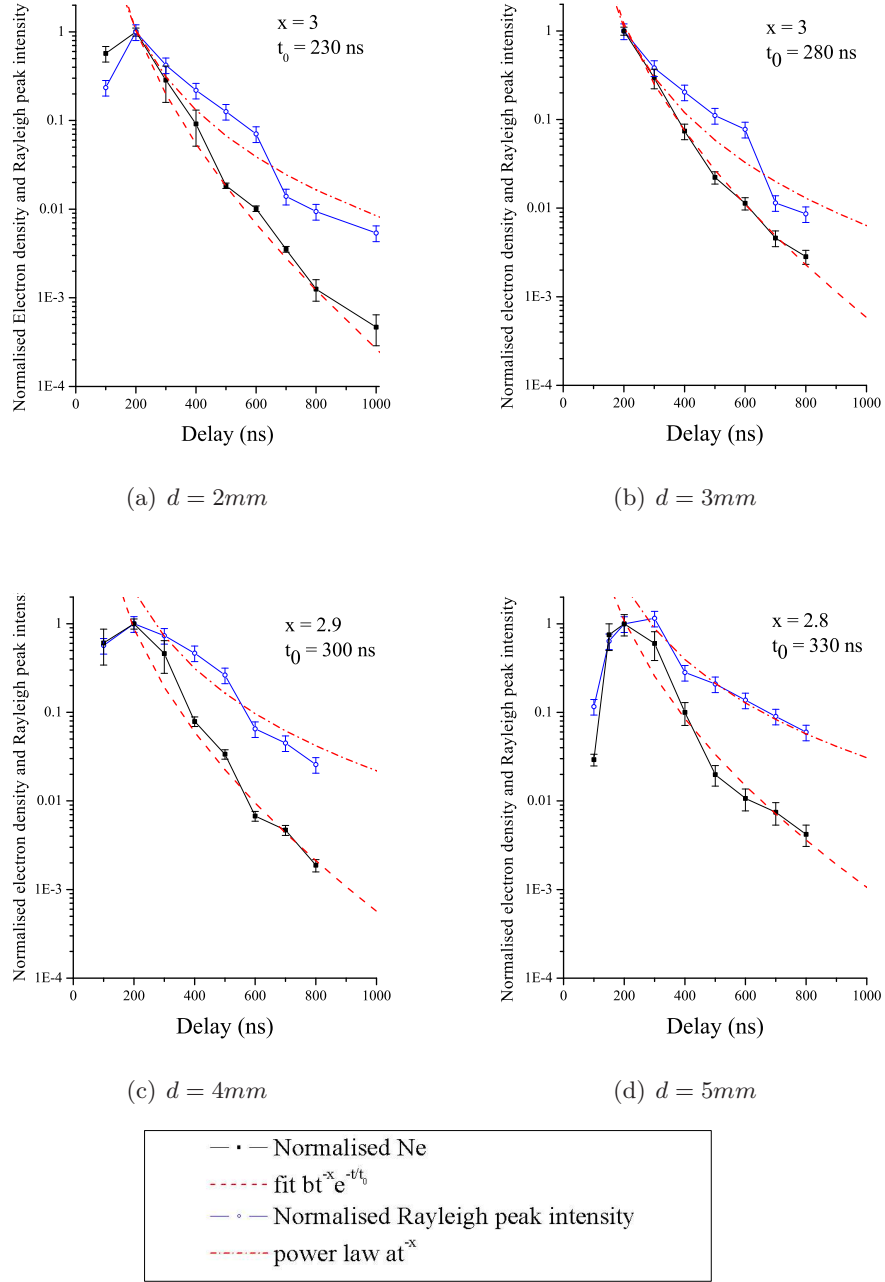 Normalised Electron density and Rayleigh peak intensity
1
0.1
0.01
1E-3
1E-4
x = 3
t0 = 230 ns
0 200 400 600 800 1000
Delay (ns)
(a) d = 2mm
Normalised electron density and Rayleigh peak intensity
1
0.1
0.01
1E-3
1E-4
x = 3
t0 = 280 ns
0 200 400 600 800 1000
Delay (ns)
(b) d = 3mm
Normalised electron density and Rayleigh peak intens
1
0.1
0.01
1E-3
1E-4
x = 2.9
t0 = 300 ns
0 200 400 600 800 1000
Delay (ns)
(c) d = 4mm
Normalised electron density and Rayleigh peak intensity
1
0.1
0.01
1E-3
1E-4
x = 2.8
t0 = 330 ns
0 200 400 600 800 1000
Delay (ns)
(d) d = 5mm
Normalised Ne
fit bt^-x e^-t/t0
Normalised Rayleigh peak intensity
power law at^-x